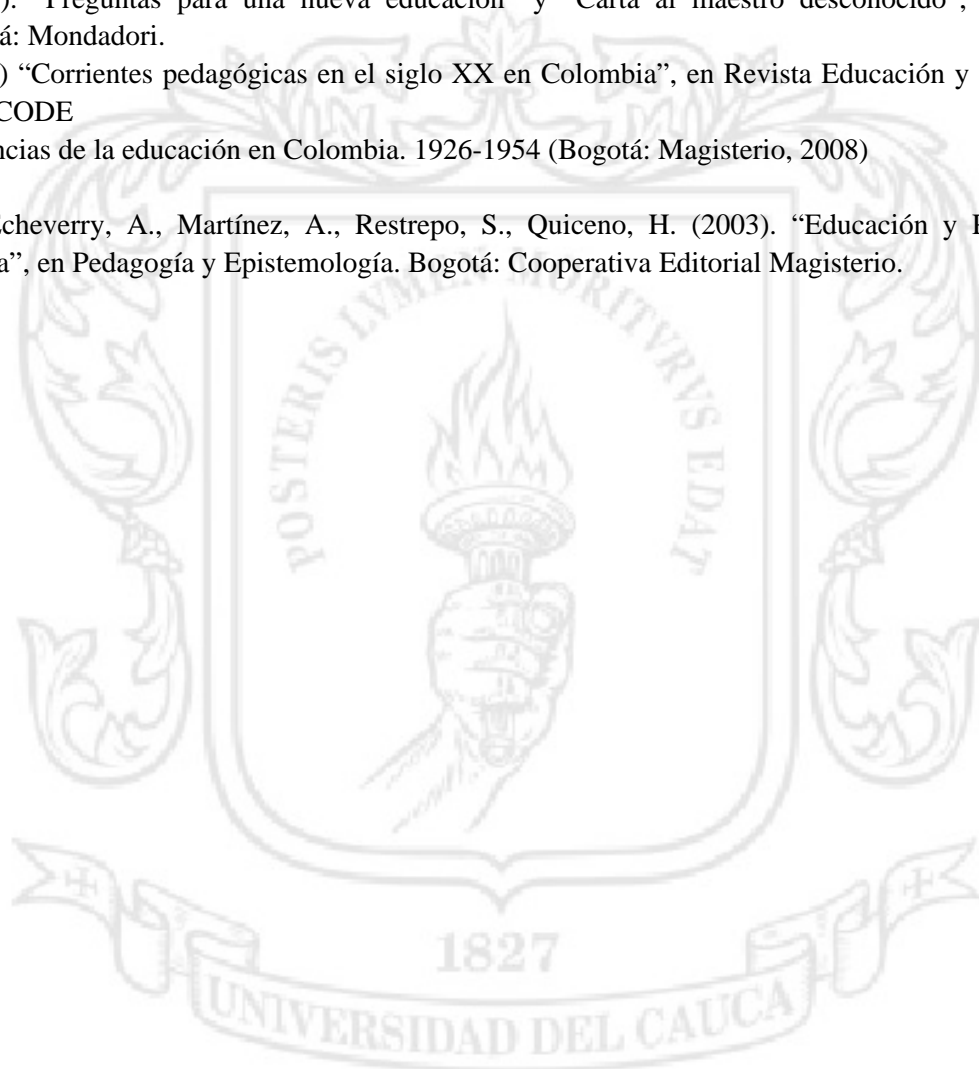 ). “Preguntas para una nueva educación” y “Carta al maestro desconocido”,
á: Mondadori.
) “Corrientes pedagógicas en el siglo XX en Colombia”, en Revista Educación y
CODE
ncias de la educación en Colombia. 1926-1954 (Bogotá: Magisterio, 2008)
cheverry, A., Martínez, A., Restrepo, S., Quiceno, H. (2003). “Educación y
a”, en Pedagogía y Epistemología. Bogotá: Cooperativa Editorial Magisterio.
POSTERIS LVMEN MORITVRVS EDAT
1827
UNIVERSIDAD DEL CAUCA